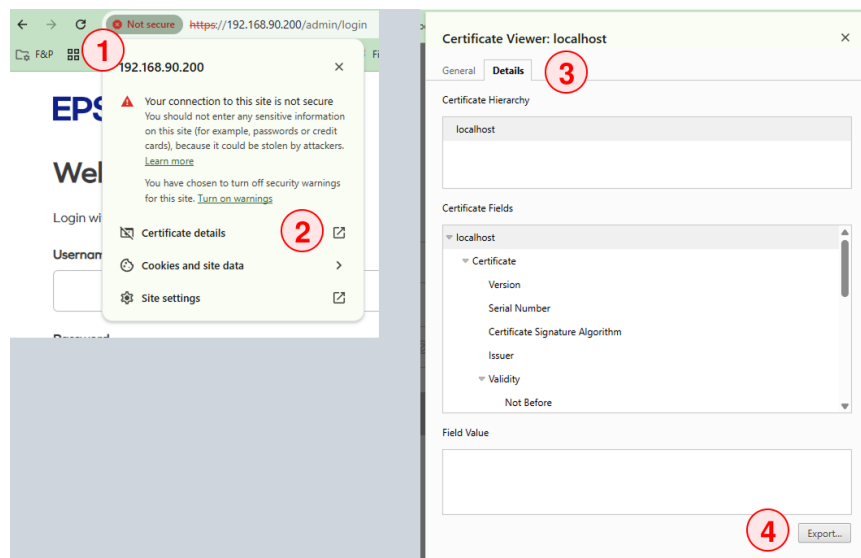 Not secure https://192.168.90.200/admin/login
F&P
1
192.168.90.200
Your connection to this site is not secure
You should not enter any sensitive information
on this site (for example, passwords or credit
cards), because it could be stolen by attackers.
Learn more
You have chosen to turn off security warnings
for this site. Turn on warnings
Certificate details
2
Cookies and site data
Site settings
EPS
Wel
Login wi
Usernam
Certificate Viewer: localhost
General Details
3
Certificate Hierarchy
localhost
Certificate Fields
localhost
Certificate
Version
Serial Number
Certificate Signature Algorithm
Issuer
Validity
Not Before
Field Value
4
Export...